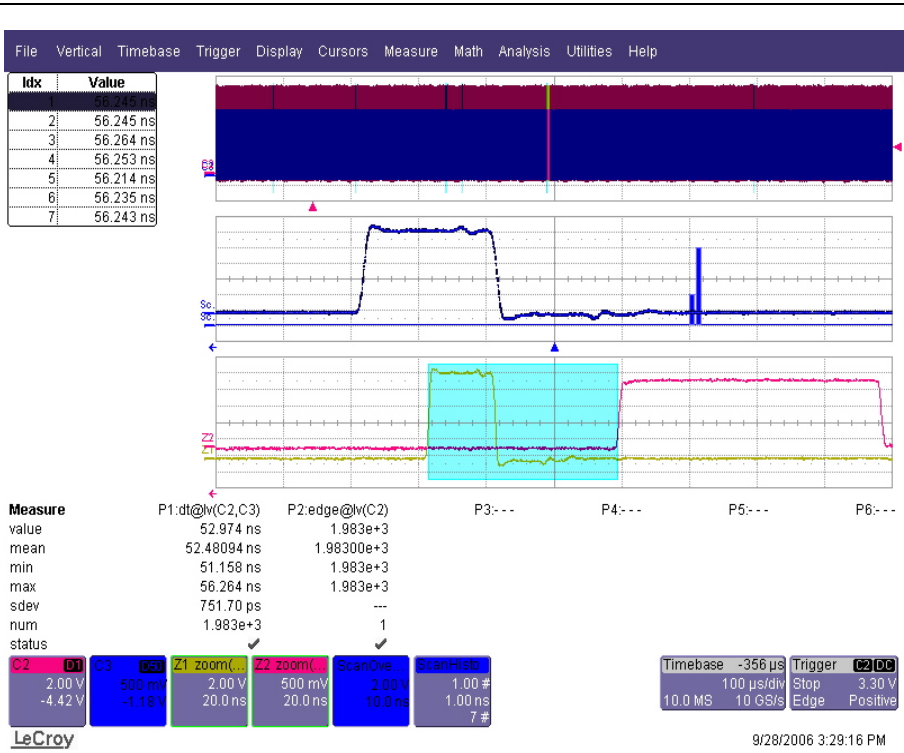 File Vertical Timebase Trigger Display Cursors Measure Math Analysis Utilities Help
Idx Value
1 56.245 ns
2 56.245 ns
3 56.264 ns
4 56.253 ns
5 56.214 ns
6 56.235 ns
7 56.243 ns
Sc.
Z2
Z1
Measure P1:dt@lv(C2,C3) P2:edge@lv(C2) P3:- - - P4:- - - P5:- - - P6:- - -
value 52.974 ns 1.983e+3
mean 52.48094 ns 1.98300e+3
min 51.158 ns 1.983e+3
max 56.264 ns 1.983e+3
sdev 751.70 ps ---
num 1.983e+3 1
status
C2 D1 C3 D50 Z1 zoom(... Z2 zoom(... ScanOve... ScanHisto Timebase -356 µs Trigger C2 DC
2.00 V 500 mV 2.00 V 500 mV 2.00 V 1.00 # 100 µs/div Stop 3.30 V
-4.42 V -1.18 V 20.0 ns 20.0 ns 10.0 ns 1.00 ns 10.0 MS 10 GS/s Edge Positive
7 #
LeCroy 9/28/2006 3:29:16 PM